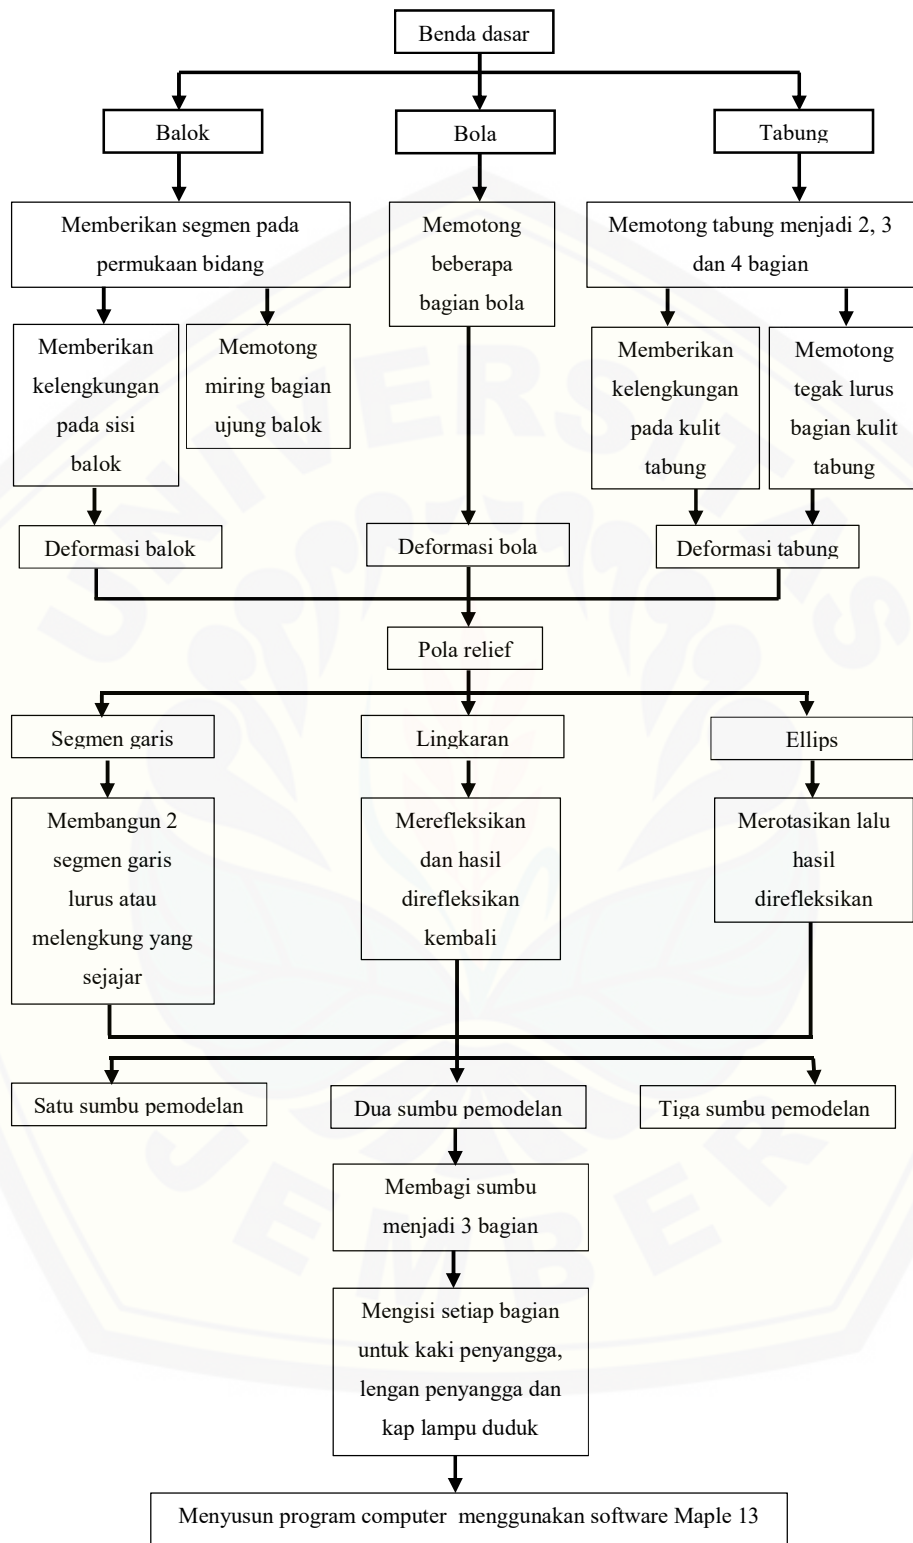 Benda dasar
Balok
Bola
Tabung
Memberikan segmen pada
permukaan bidang
Memotong
beberapa
bagian bola
Memotong tabung menjadi 2, 3
dan 4 bagian
Memberikan
kelengkungan
pada sisi
balok
Memotong
miring bagian
ujung balok
Memberikan
kelengkungan
pada kulit
tabung
Memotong
tegak lurus
bagian kulit
tabung
Deformasi balok
Deformasi bola
Deformasi tabung
Pola relief
Segmen garis
Lingkaran
Ellips
Membangun 2
segmen garis
lurus atau
melengkung yang
sejajar
Merefleksikan
dan hasil
direfleksikan
kembali
Merotasikan lalu
hasil
direfleksikan
Satu sumbu pemodelan
Dua sumbu pemodelan
Tiga sumbu pemodelan
Membagi sumbu
menjadi 3 bagian
Mengisi setiap bagian
untuk kaki penyangga,
lengan penyangga dan
kap lampu duduk
Menyusun program computer  menggunakan software Maple 13
UNIVERSITAS
JEMBER